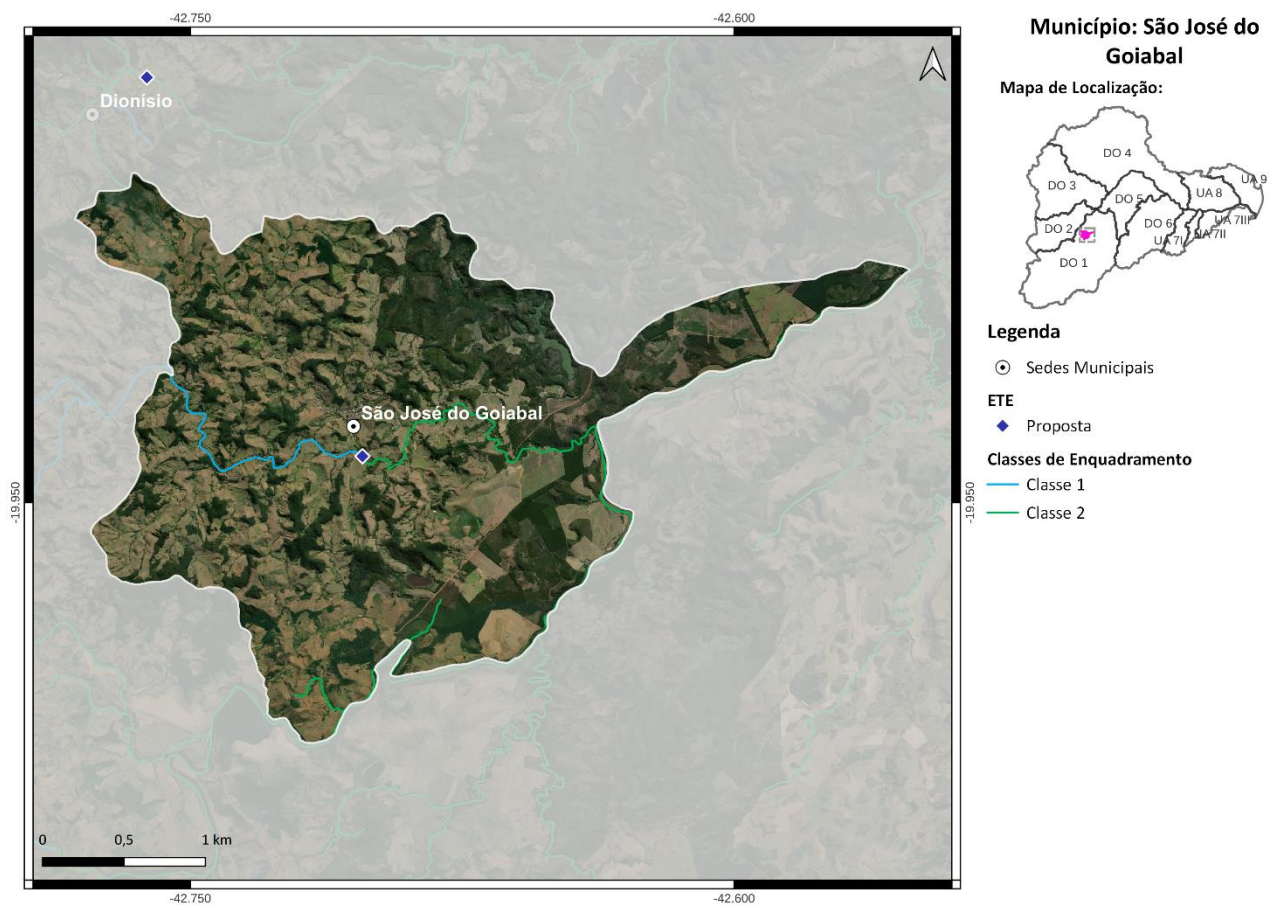 -42.750
-42.600
Dionísio
São José do Goiabal
-19.950
-19.950
0
0,5
1 km
-42.750
-42.600
Município: São José do
Goiabal
Mapa de Localização:
DO 4
DO 3
DO 5
UA 8
UA 9
DO 2
DO 6
UA 7III
UA 7II
UA 7I
DO 1
Legenda
Sedes Municipais
ETE
Proposta
Classes de Enquadramento
Classe 1
Classe 2